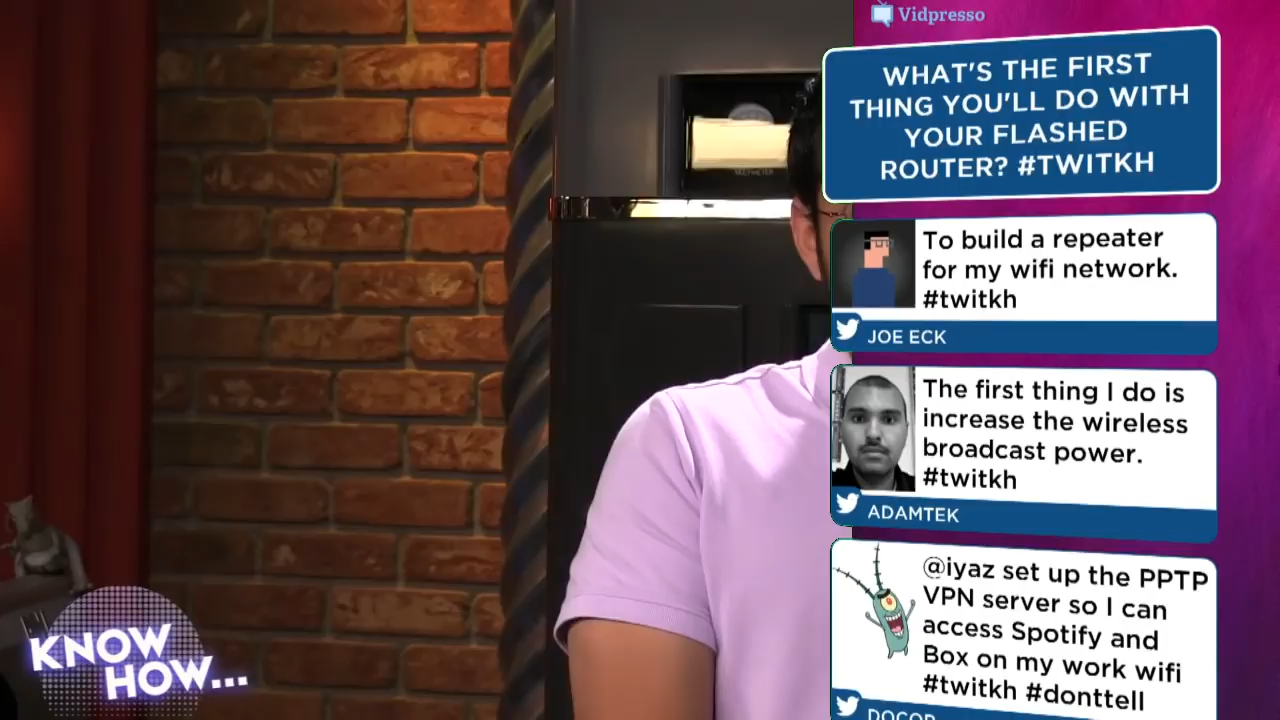 Vidpresso
WHAT'S THE FIRST
THING YOU'LL DO WITH
YOUR FLASHED
ROUTER? #TWITKH
To build a repeater
for my wifi network.
#twitkh
JOE ECK
The first thing I do is
increase the wireless
broadcast power.
#twitkh
ADAMTEK
@iyaz set up the PPTP
VPN server so I can
access Spotify and
Box on my work wifi
#twitkh #donttell
KNOW
HOW...